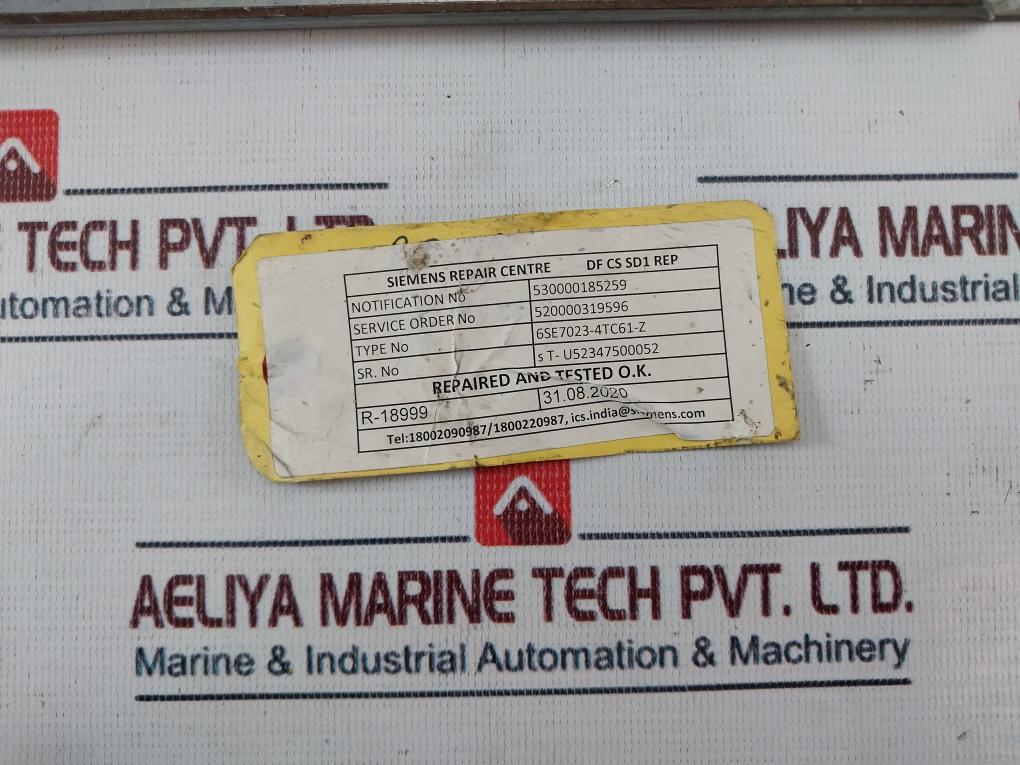 TECH PVT. LTD
utomation & M
ELIYA MARIN
ne & Industrial
SIEMENS REPAIR CENTRE DF CS SD1 REP
NOTIFICATION No 530000185259
SERVICE ORDER No 520000319596
TYPE No 6SE7023-4TC61-Z
SR. No s T- U52347500052
REPAIRED AND TESTED O.K.
R-18999 31.08.2020
Tel:18002090987/1800220987, ics.india@siemens.com
AELIYA MARINE TECH PVT. LTD.
Marine & Industrial Automation & Machinery